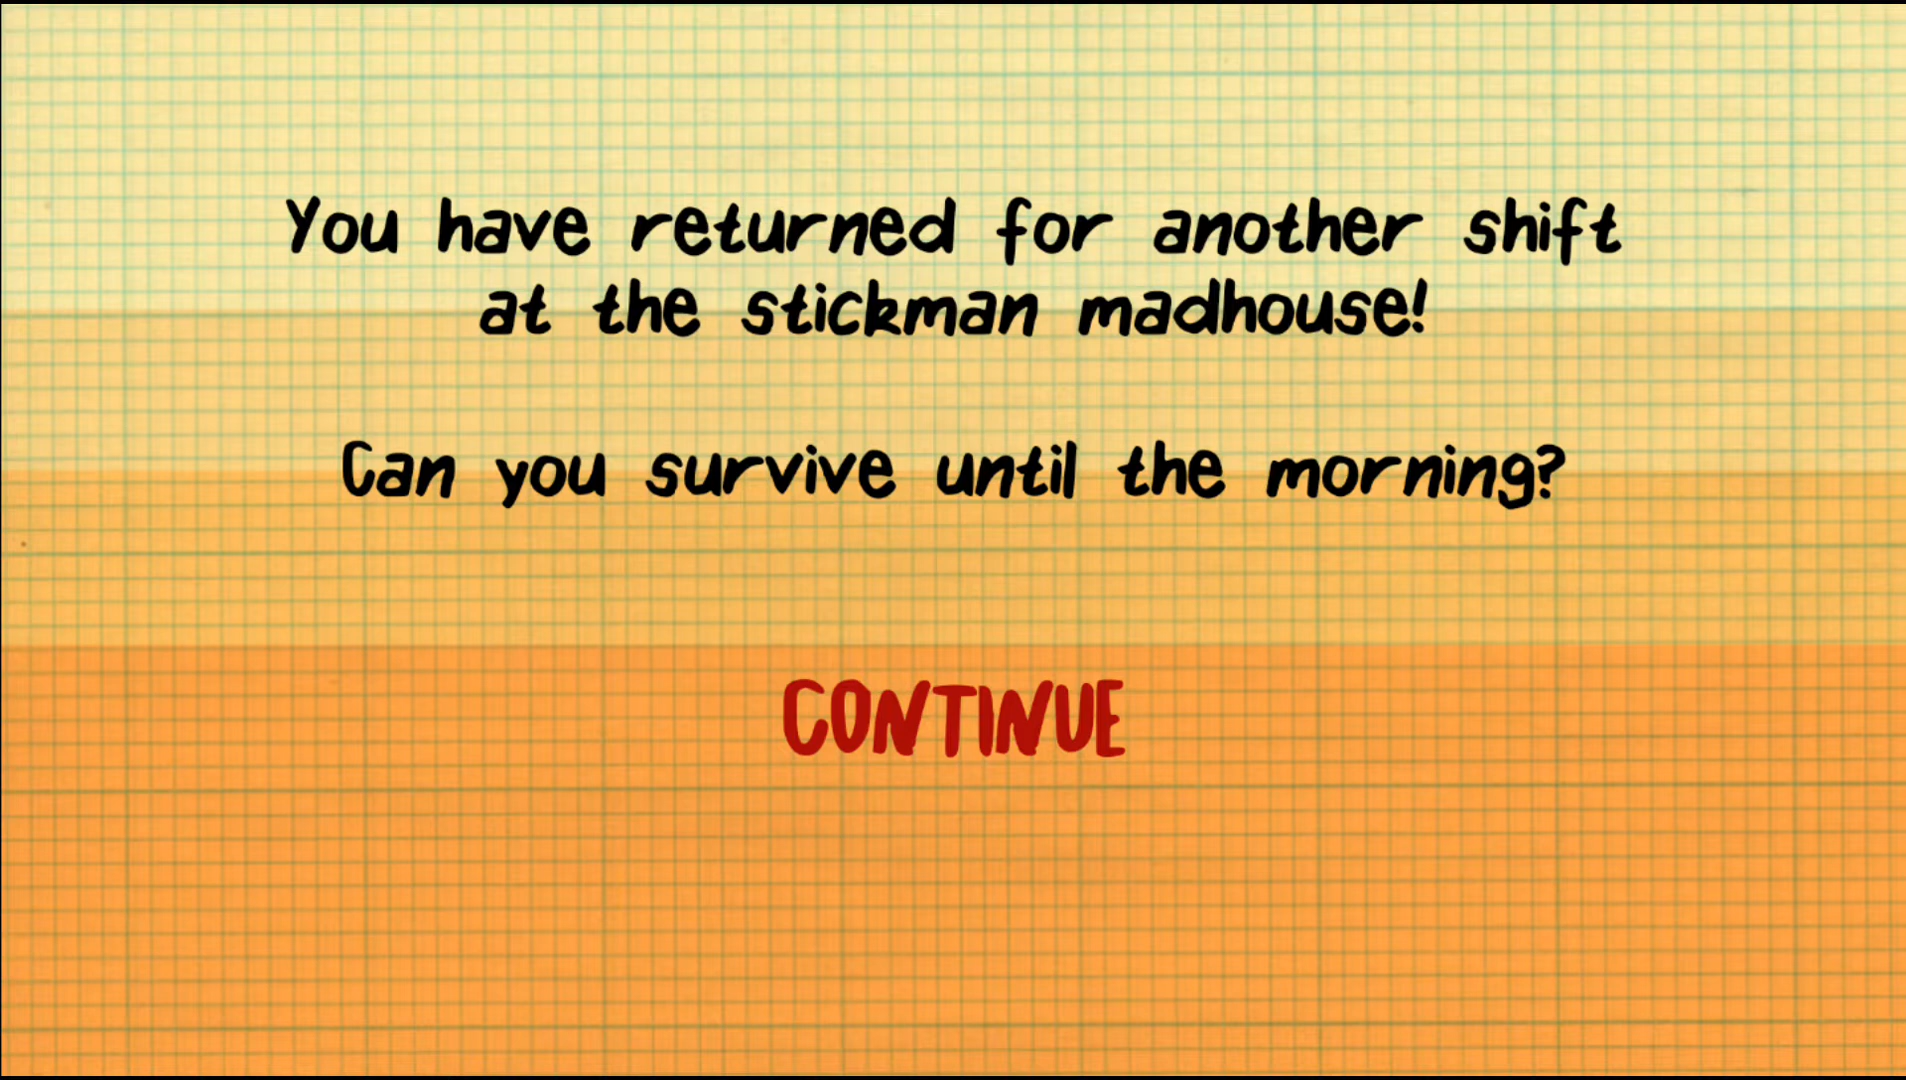 You have returned for another shift
at the stickman madhouse!
Can you survive until the morning?
CONTINUE